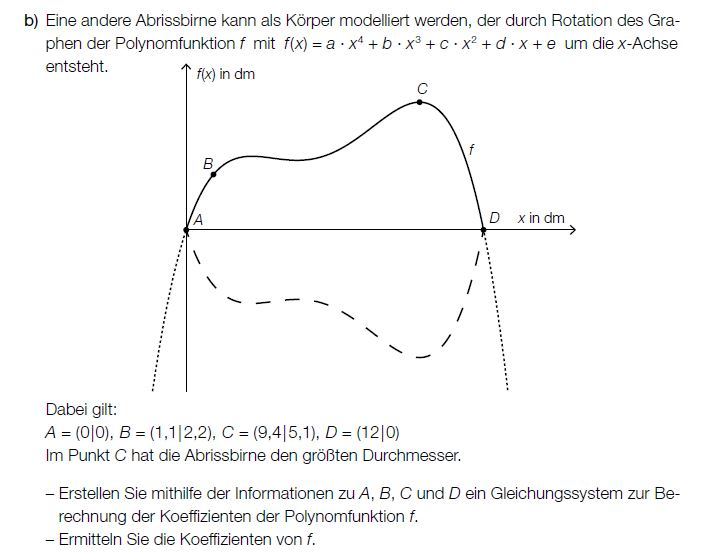 b) Eine andere Abrissbirne kann als Körper modelliert werden, der durch Rotation des Gra-
phen der Polynomfunktion f mit f(x) = a · x⁴ + b · x³ + c · x² + d · x + e um die x-Achse
entsteht.
f(x) in dm
C
B
f
A
D
x in dm
Dabei gilt:
A = (0|0), B = (1,1|2,2), C = (9,4|5,1), D = (12|0)
Im Punkt C hat die Abrissbirne den größten Durchmesser.
– Erstellen Sie mithilfe der Informationen zu A, B, C und D ein Gleichungssystem zur Be-
rechnung der Koeffizienten der Polynomfunktion f.
– Ermitteln Sie die Koeffizienten von f.